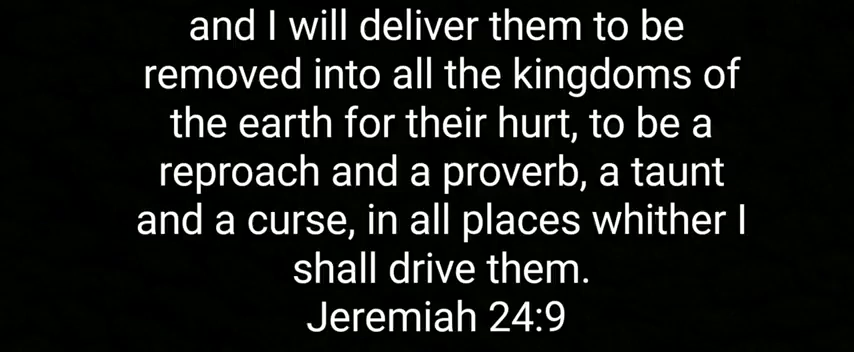 and I will deliver them to be
removed into all the kingdoms of
the earth for their hurt, to be a
reproach and a proverb, a taunt
and a curse, in all places whither I
shall drive them.
Jeremiah 24:9